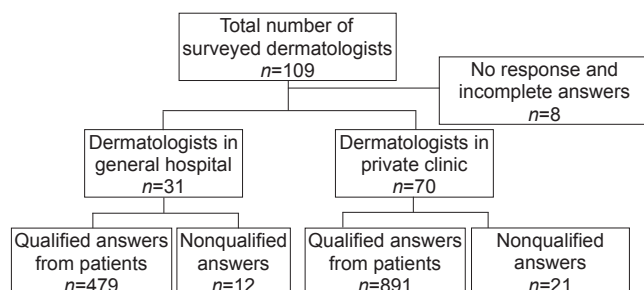 Total number of
surveyed dermatologists
n=109
No response and
incomplete answers
n=8
Dermatologists in
general hospital
n=31
Dermatologists in
private clinic
n=70
Qualified answers
from patients
n=479
Nonqualified
answers
n=12
Qualified answers
from patients
n=891
Nonqualified
answers
n=21